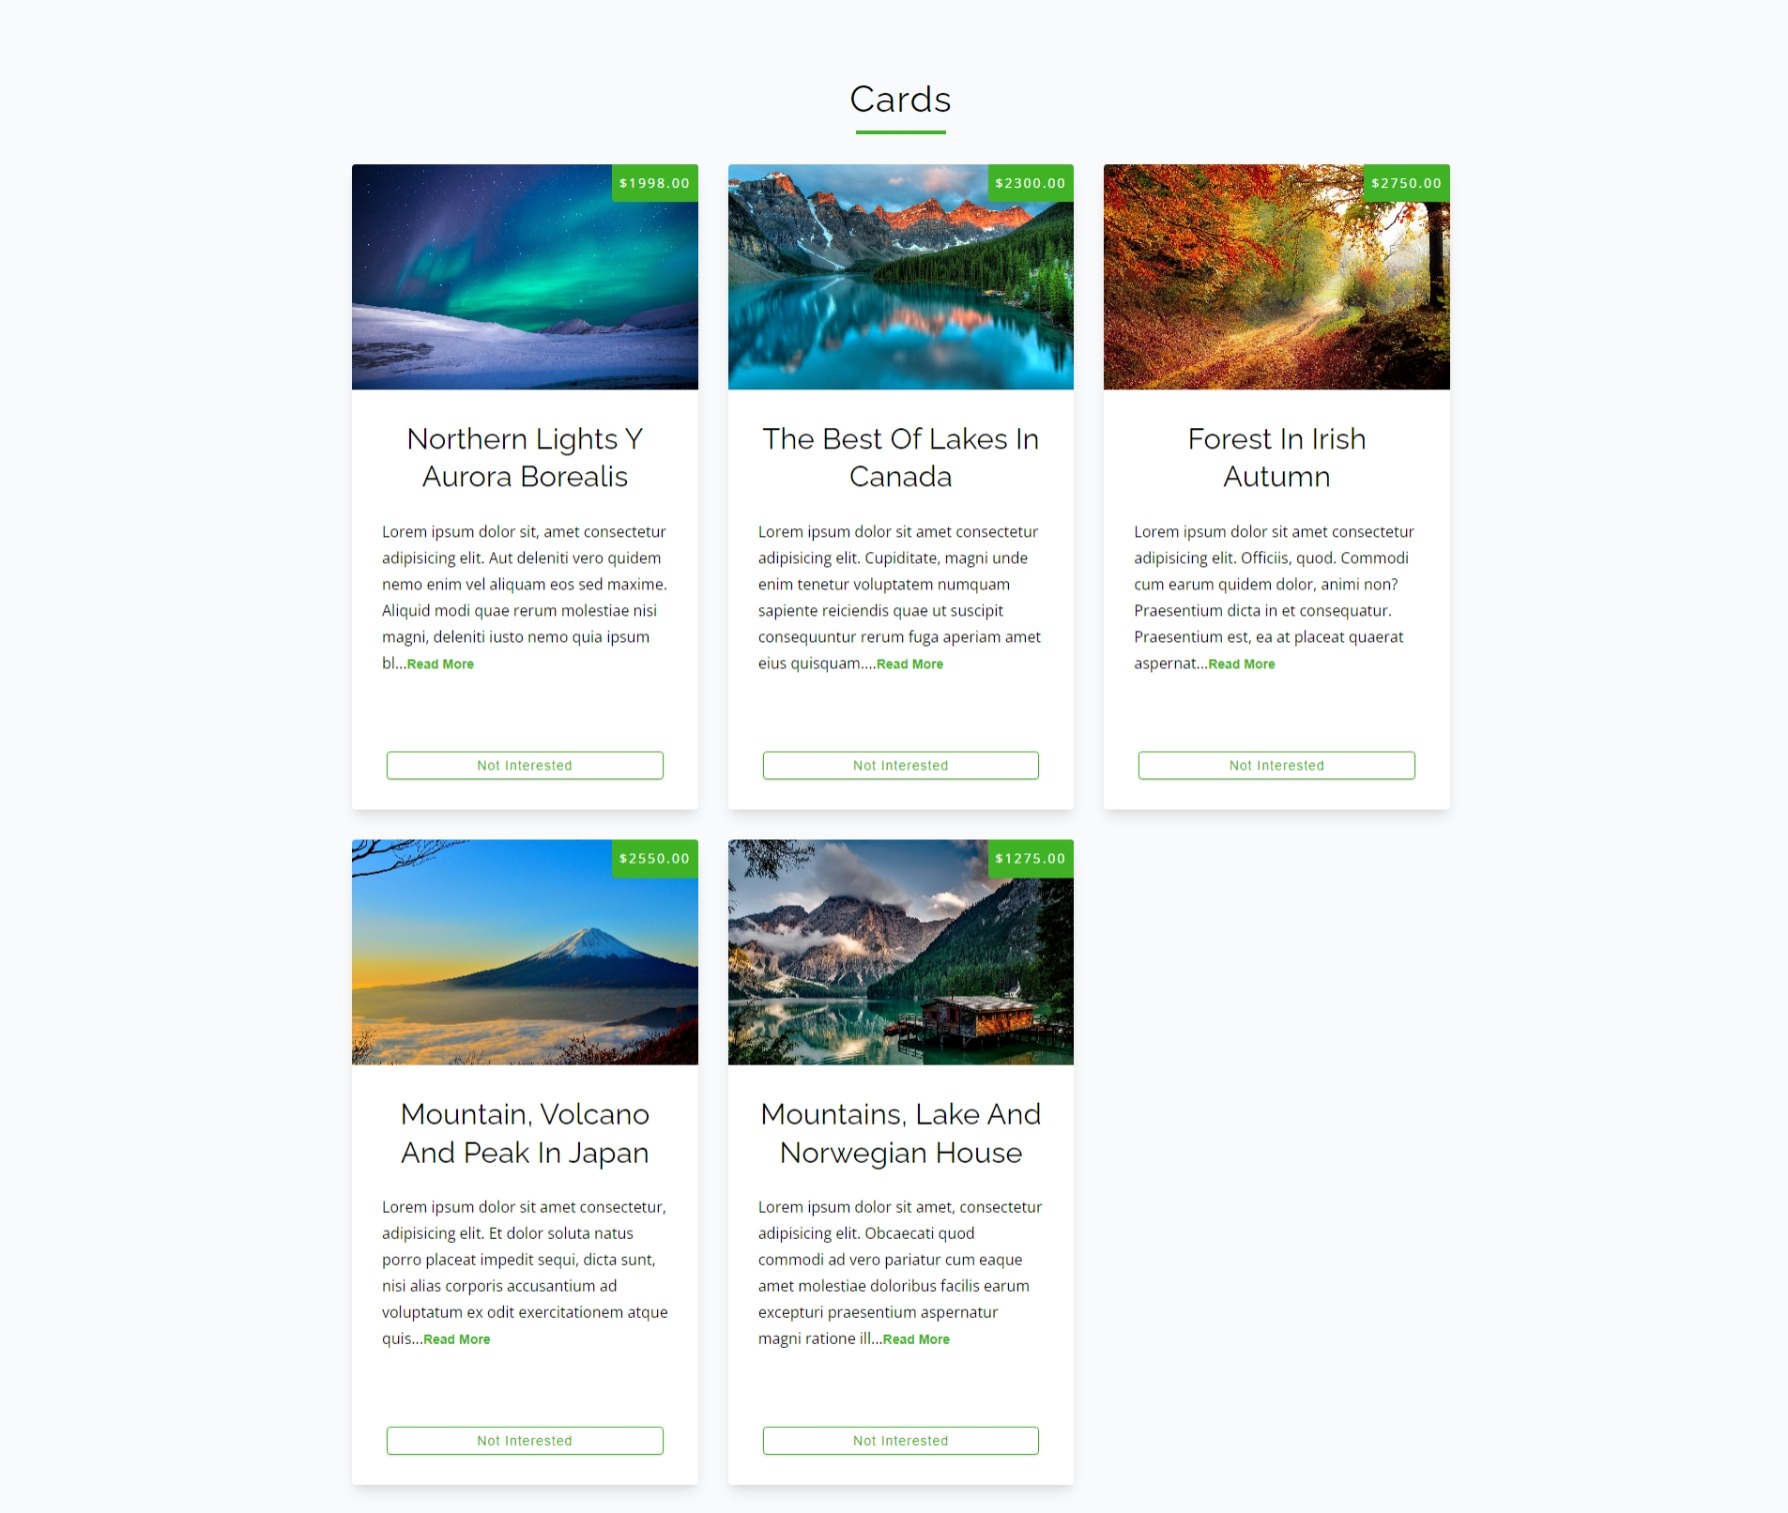 Cards
$1998.00
Northern Lights Y
Aurora Borealis
Lorem ipsum dolor sit, amet consectetur
adipisicing elit. Aut deleniti vero quidem
nemo enim vel aliquam eos sed maxime.
Aliquid modi quae rerum molestiae nisi
magni, deleniti iusto nemo quia ipsum
bl...Read More
Not Interested
$2300.00
The Best Of Lakes In
Canada
Lorem ipsum dolor sit amet consectetur
adipisicing elit. Cupiditate, magni unde
enim tenetur voluptatem numquam
sapiente reiciendis quae ut suscipit
consequuntur rerum fuga aperiam amet
eius quisquam....Read More
Not Interested
$2750.00
Forest In Irish
Autumn
Lorem ipsum dolor sit amet consectetur
adipisicing elit. Officiis, quod. Commodi
cum earum quidem dolor, animi non?
Praesentium dicta in et consequatur.
Praesentium est, ea at placeat quaerat
aspernat...Read More
Not Interested
$2550.00
Mountain, Volcano
And Peak In Japan
Lorem ipsum dolor sit amet consectetur,
adipisicing elit. Et dolor soluta natus
porro placeat impedit sequi, dicta sunt,
nisi alias corporis accusantium ad
voluptatum ex odit exercitationem atque
quis...Read More
Not Interested
$1275.00
Mountains, Lake And
Norwegian House
Lorem ipsum dolor sit amet, consectetur
adipisicing elit. Obcaecati quod
commodi ad vero pariatur cum eaque
amet molestiae doloribus facilis earum
excepturi praesentium aspernatur
magni ratione ill...Read More
Not Interested